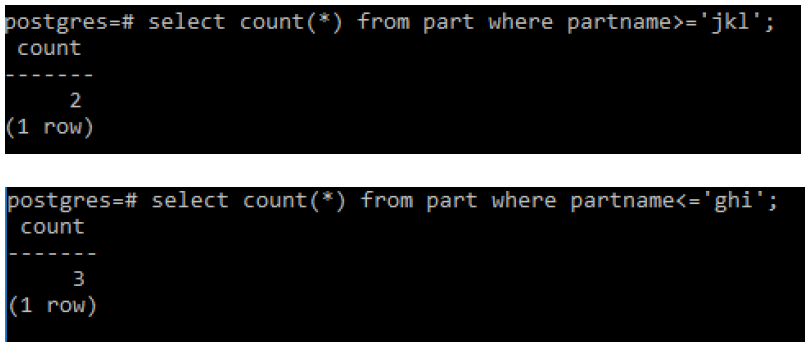 postgres=# select count(*) from part where partname>='jkl';
count
-------
2
(1 row)
postgres=# select count(*) from part where partname<='ghi';
count
-------
3
(1 row)